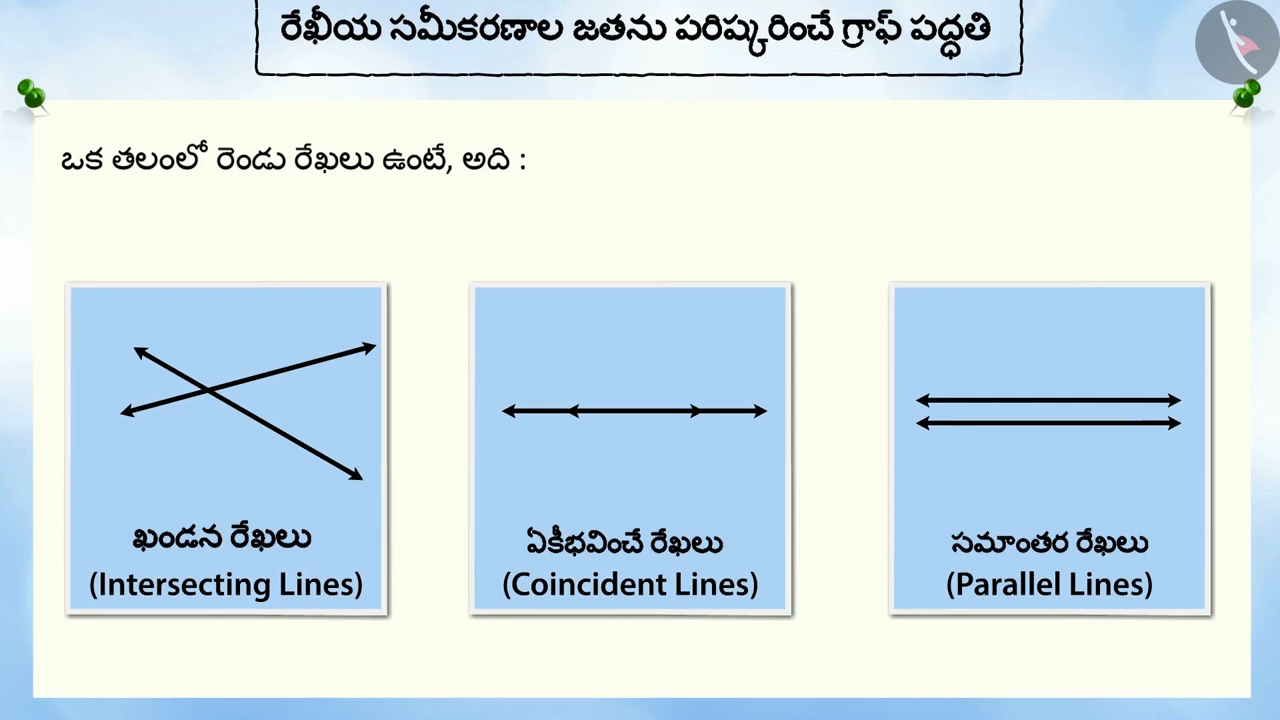 రేఖీయ సమీకరణాల జతను పరిష్కరించే గ్రాఫ్ పద్ధతి
ఒక తలంలో రెండు రేఖలు ఉంటే, అది :
ఖండన రేఖలు
(Intersecting Lines)
ఏకీభవించే రేఖలు
(Coincident Lines)
సమాంతర రేఖలు
(Parallel Lines)